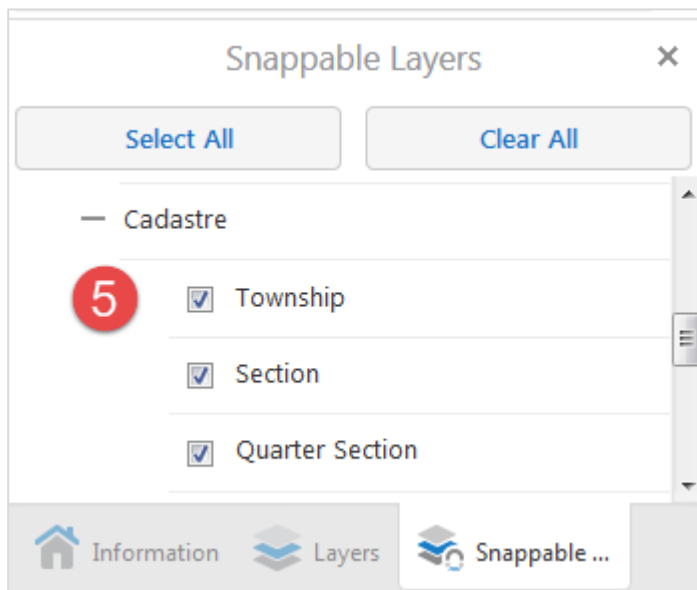 Snappable Layers ×
Select All Clear All
Cadastre
5 Township
Section
Quarter Section
Information Layers Snappable ...